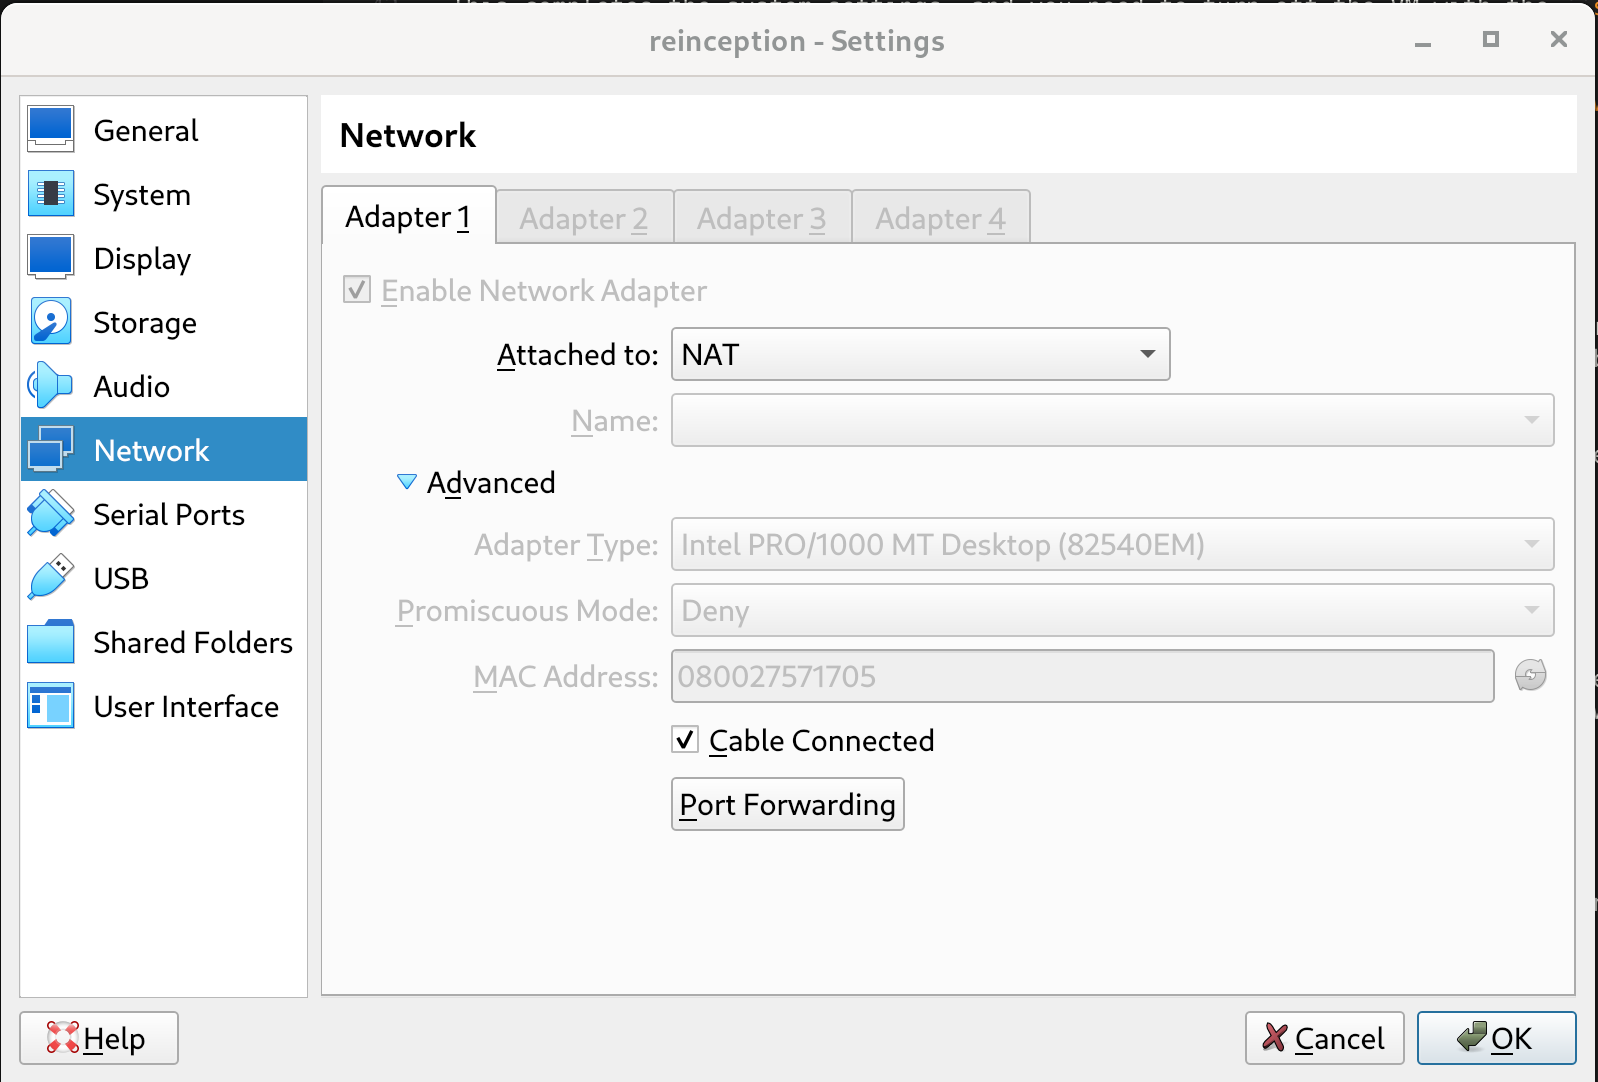 reinception - Settings
General
System
Display
Storage
Audio
Network
Serial Ports
USB
Shared Folders
User Interface
Network
Adapter 1
Adapter 2
Adapter 3
Adapter 4
Enable Network Adapter
Attached to: NAT
Name:
Advanced
Adapter Type: Intel PRO/1000 MT Desktop (82540EM)
Promiscuous Mode: Deny
MAC Address: 080027571705
Cable Connected
Port Forwarding
Help
Cancel
OK